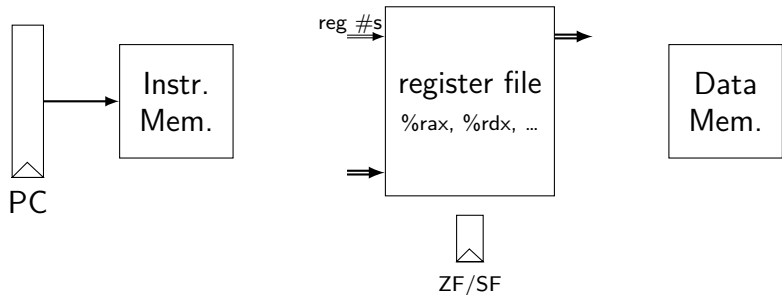 reg #s
Instr.
Mem.
register file
%rax, %rdx, ...
Data
Mem.
PC
ZF/SF